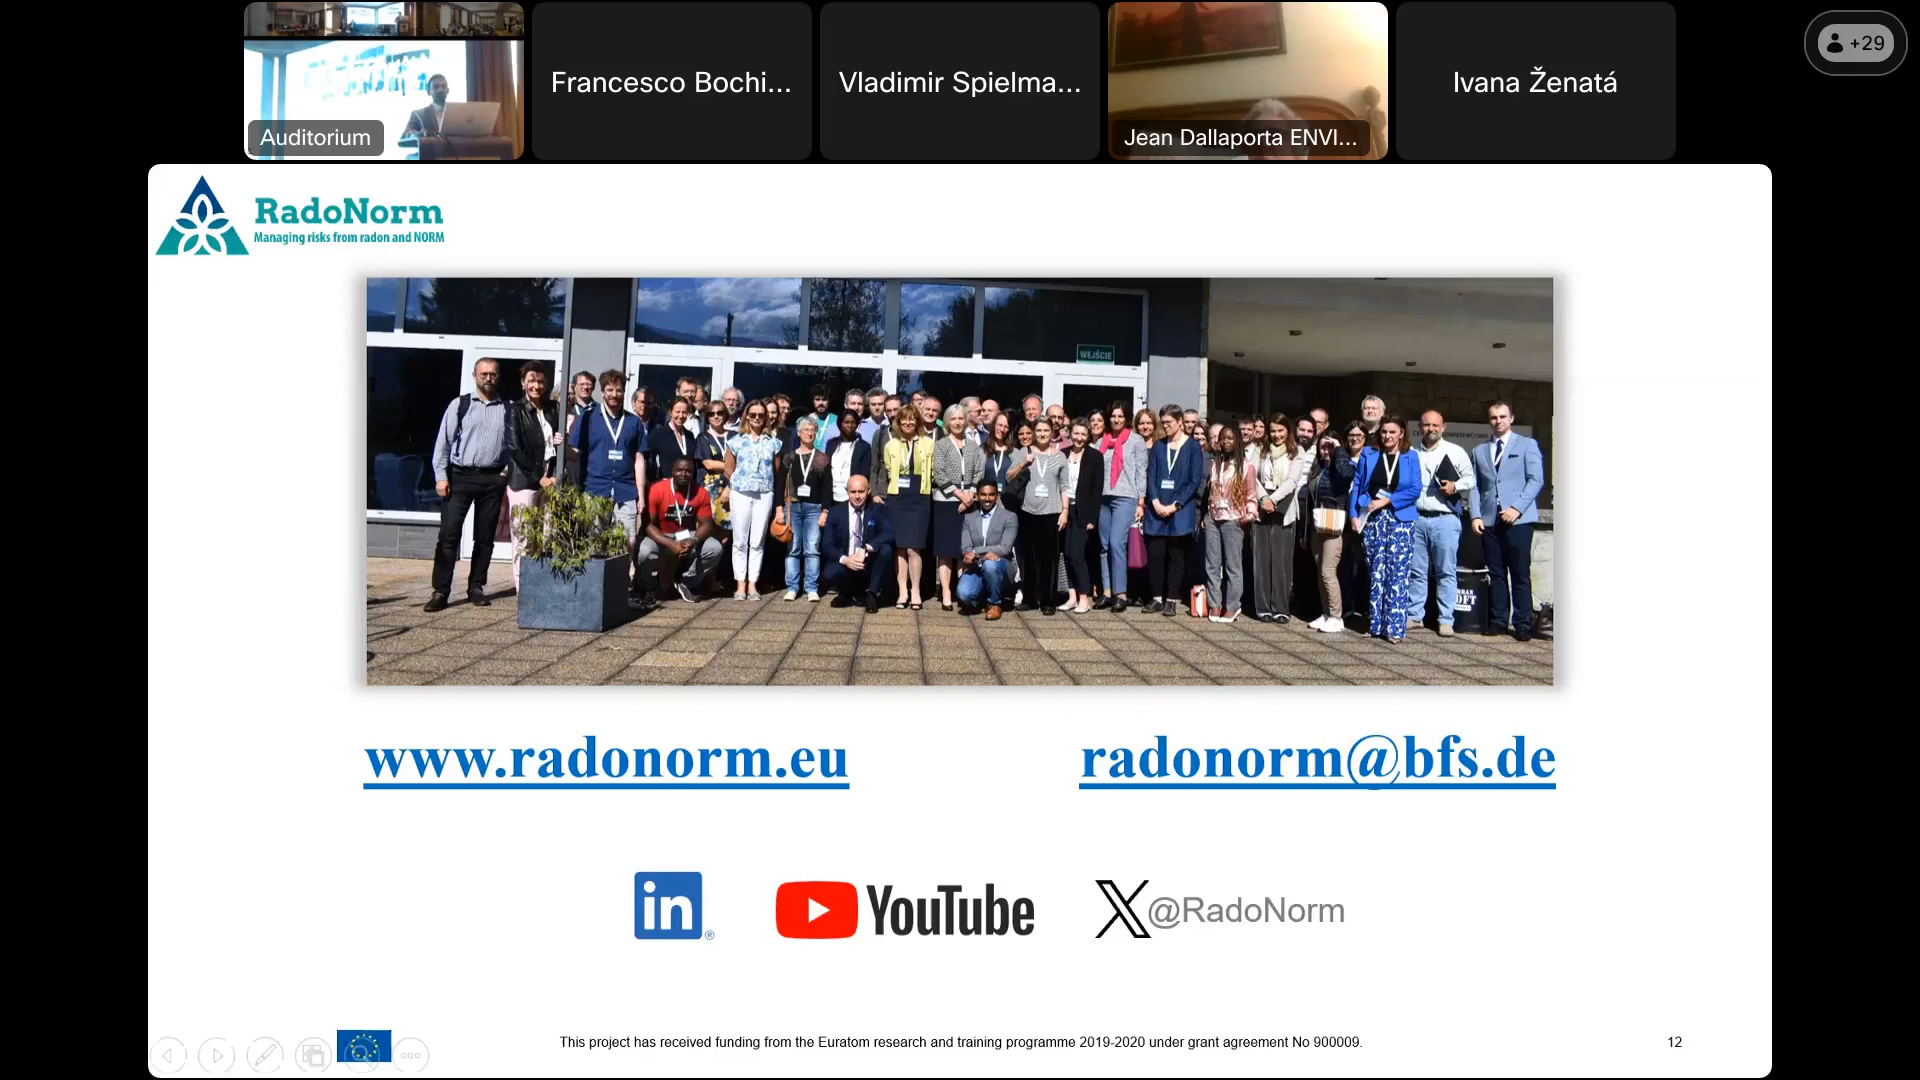 Auditorium
Francesco Bochi...
Vladimir Spielma...
Jean Dallaporta ENVI...
Ivana Ženatá
+29
RadoNorm
Managing risks from radon and NORM
WEJŚCIE
www.radonorm.eu
radonorm@bfs.de
in
YouTube
X@RadoNorm
This project has received funding from the Euratom research and training programme 2019-2020 under grant agreement No 900009.
12